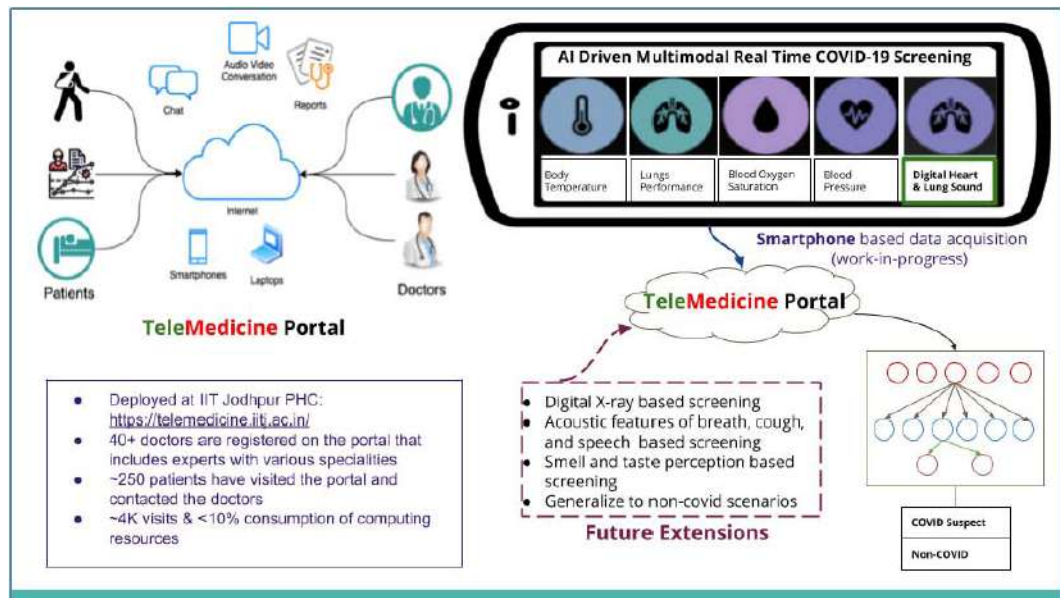 Audio Video
Conversation
Chat
Reports
Internet
Smartphones
Laptops
Patients
Doctors
TeleMedicine Portal
AI Driven Multimodal Real Time COVID-19 Screening
Body
Temperature
Lungs
Performance
Blood Oxygen
Saturation
Blood
Pressure
Digital Heart
& Lung Sound
Smartphone based data acquisition
(work-in-progress)
TeleMedicine Portal
• Deployed at IIT Jodhpur PHC:
https://telemedicine.iitj.ac.in/
• 40+ doctors are registered on the portal that
includes experts with various specialities
• ~250 patients have visited the portal and
contacted the doctors
• ~4K visits & <10% consumption of computing
resources
• Digital X-ray based screening
• Acoustic features of breath, cough,
and speech based screening
• Smell and taste perception based
screening
• Generalize to non-covid scenarios
Future Extensions
COVID Suspect
Non-COVID